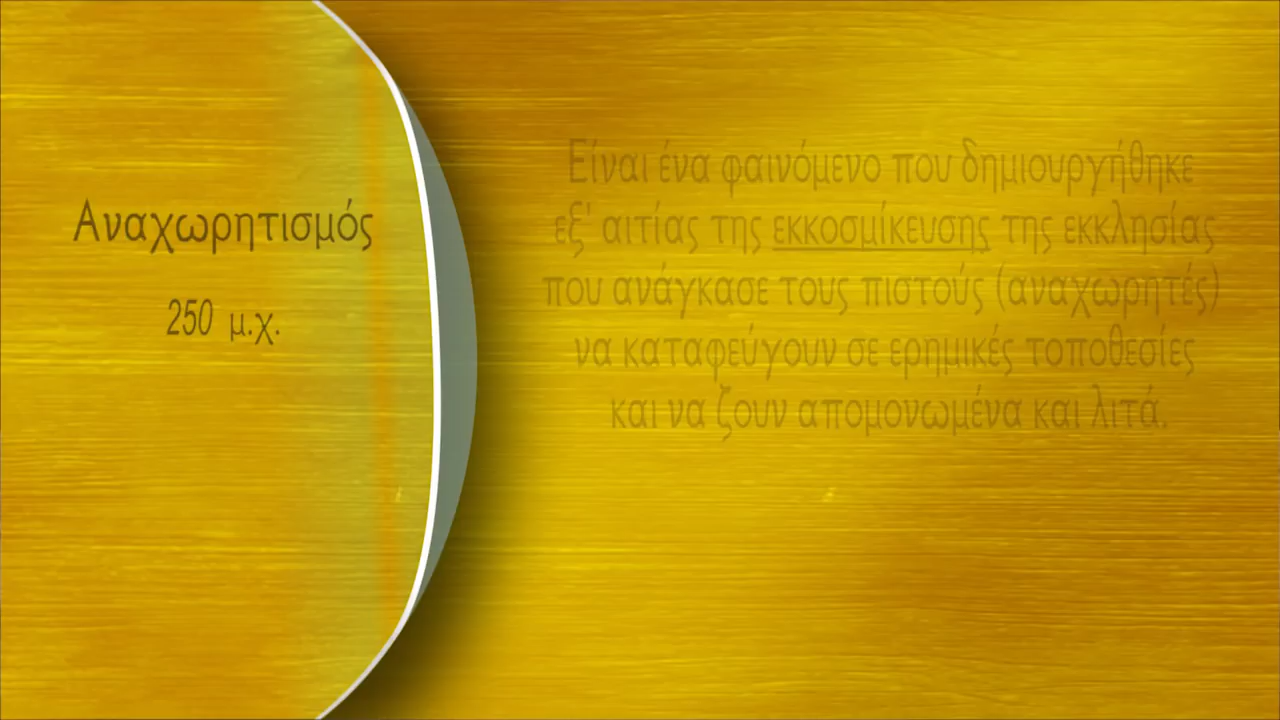 Αναχωρητισμός
250 μ.χ.
Είναι ένα φαινόμενο που δημιουργήθηκε
εξ' αιτίας της εκκοσμίκευσης της εκκλησίας
που ανάγκασε τους πιστούς (αναχωρητές)
να καταφεύγουν σε ερημικές τοποθεσίες
και να ζουν απομονωμένα και λιτά.